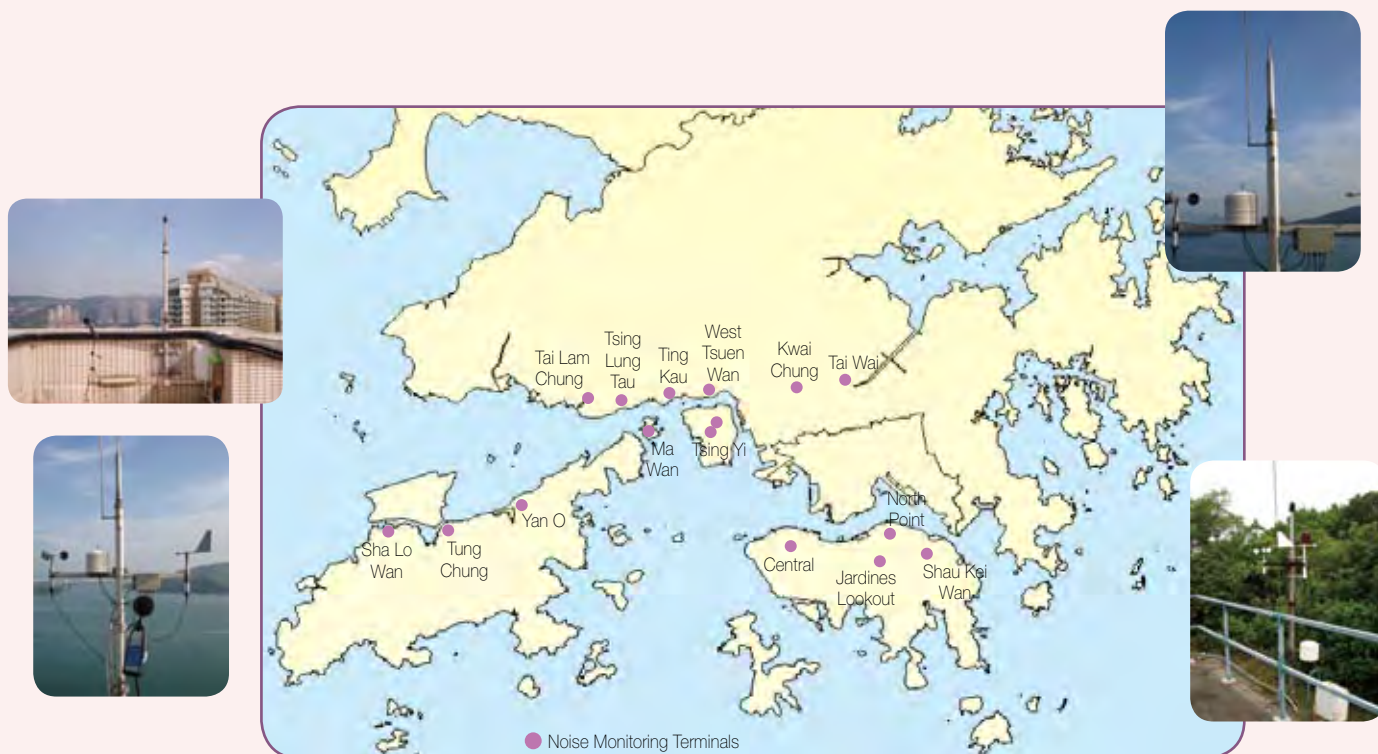 Tai Lam
Chung
Tsing
Lung
Tau
Ting
Kau
West
Tsuen
Wan
Kwai
Chung
Tai Wai
Ma
Wan
Tsing Yi
Yan O
Sha Lo
Wan
Tung
Chung
North
Point
Central
Jardines
Lookout
Shau Kei
Wan
Noise Monitoring Terminals